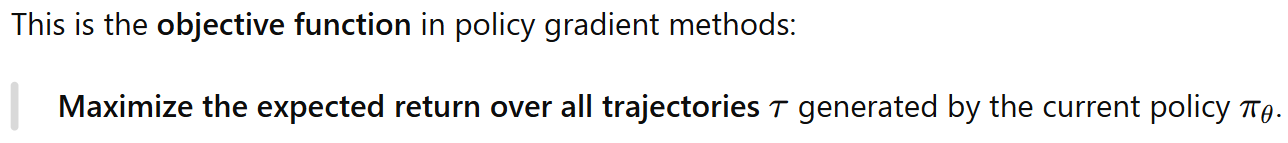 This is the objective function in policy gradient methods:
Maximize the expected return over all trajectories τ generated by the current policy πθ.